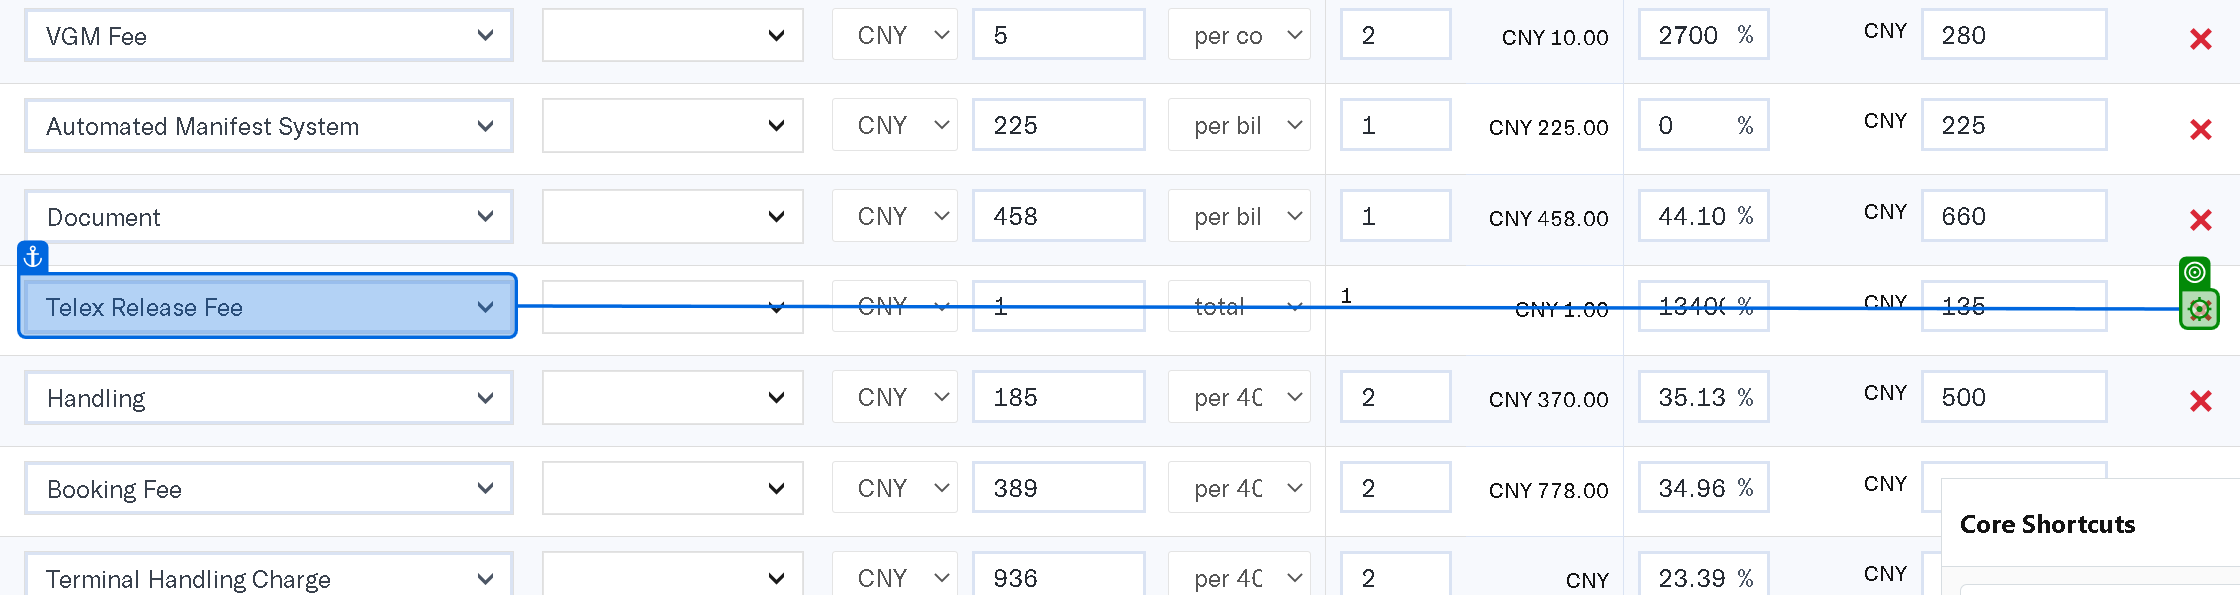 VGM Fee CNY 5 per co 2 CNY 10.00 2700 % CNY 280
Automated Manifest System CNY 225 per bil 1 CNY 225.00 0 % CNY 225
Document CNY 458 per bil 1 CNY 458.00 44.10 % CNY 660
Telex Release Fee CNY 1 total 1 CNY 1.00 1340 % CNY 135
Handling CNY 185 per 40 2 CNY 370.00 35.13 % CNY 500
Booking Fee CNY 389 per 40 2 CNY 778.00 34.96 % CNY
Core Shortcuts
Terminal Handling Charge CNY 936 per 40 2 CNY 23.39 % CNY